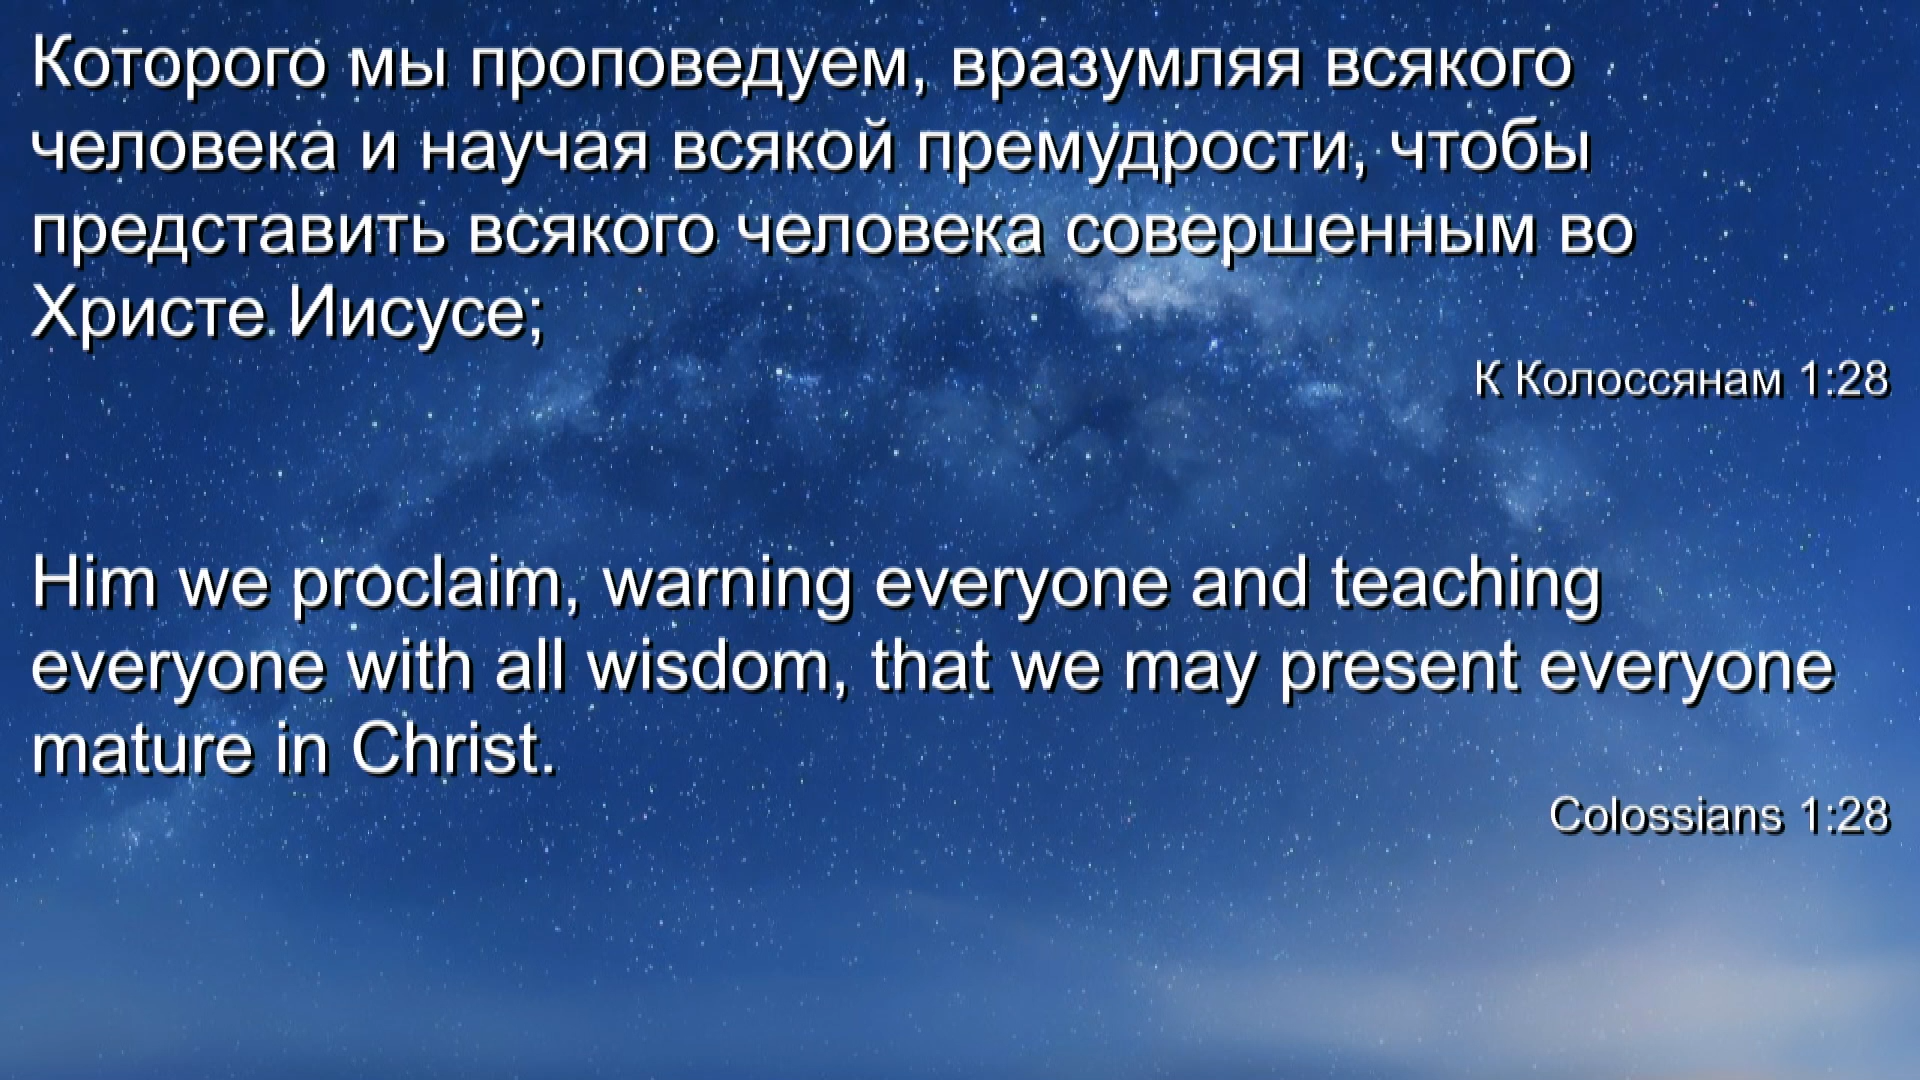 Которого мы проповедуем, вразумляя всякого
человека и научая всякой премудрости, чтобы
представить всякого человека совершенным во
Христе Иисусе;
К Колоссянам 1:28
Him we proclaim, warning everyone and teaching
everyone with all wisdom, that we may present everyone
mature in Christ.
Colossians 1:28